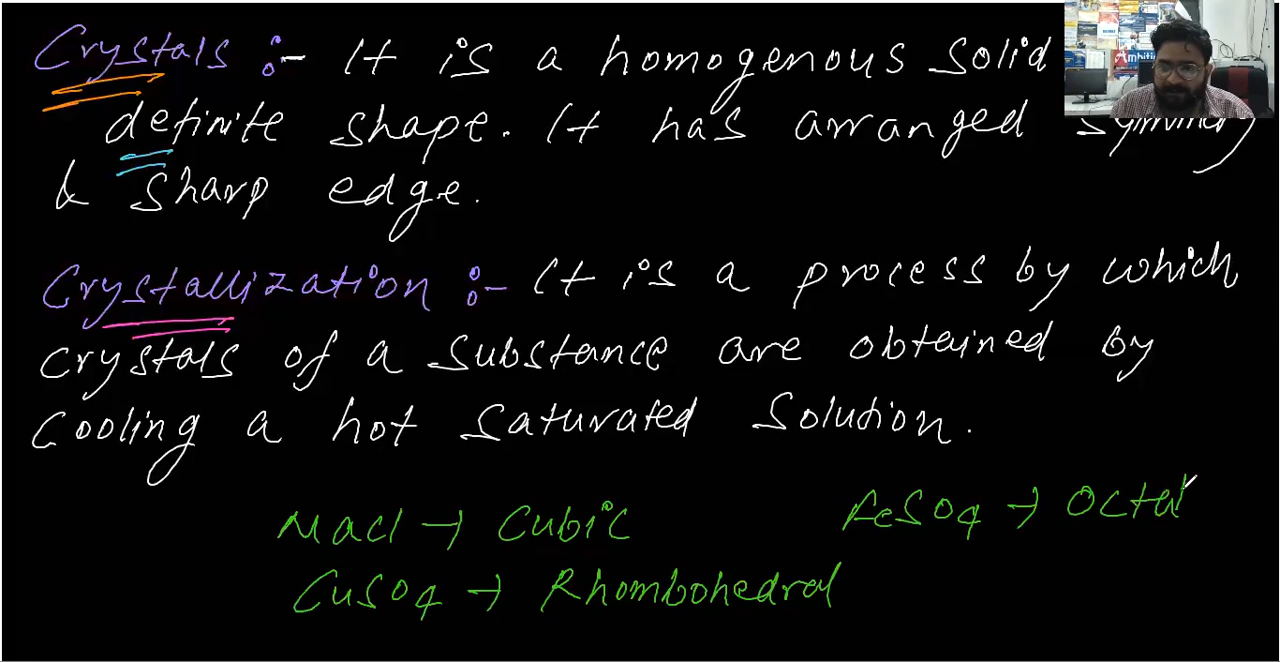 Crystals :- It is a homogenous solid
definite shape. It has arranged
& sharp edge.
Crystallization :- It is a process by which
crystals of a substance are obtained by
cooling a hot saturated solution.
NaCl → Cubic
FeSO4 → Octa
CuSO4 → Rhombohedral
Ambition